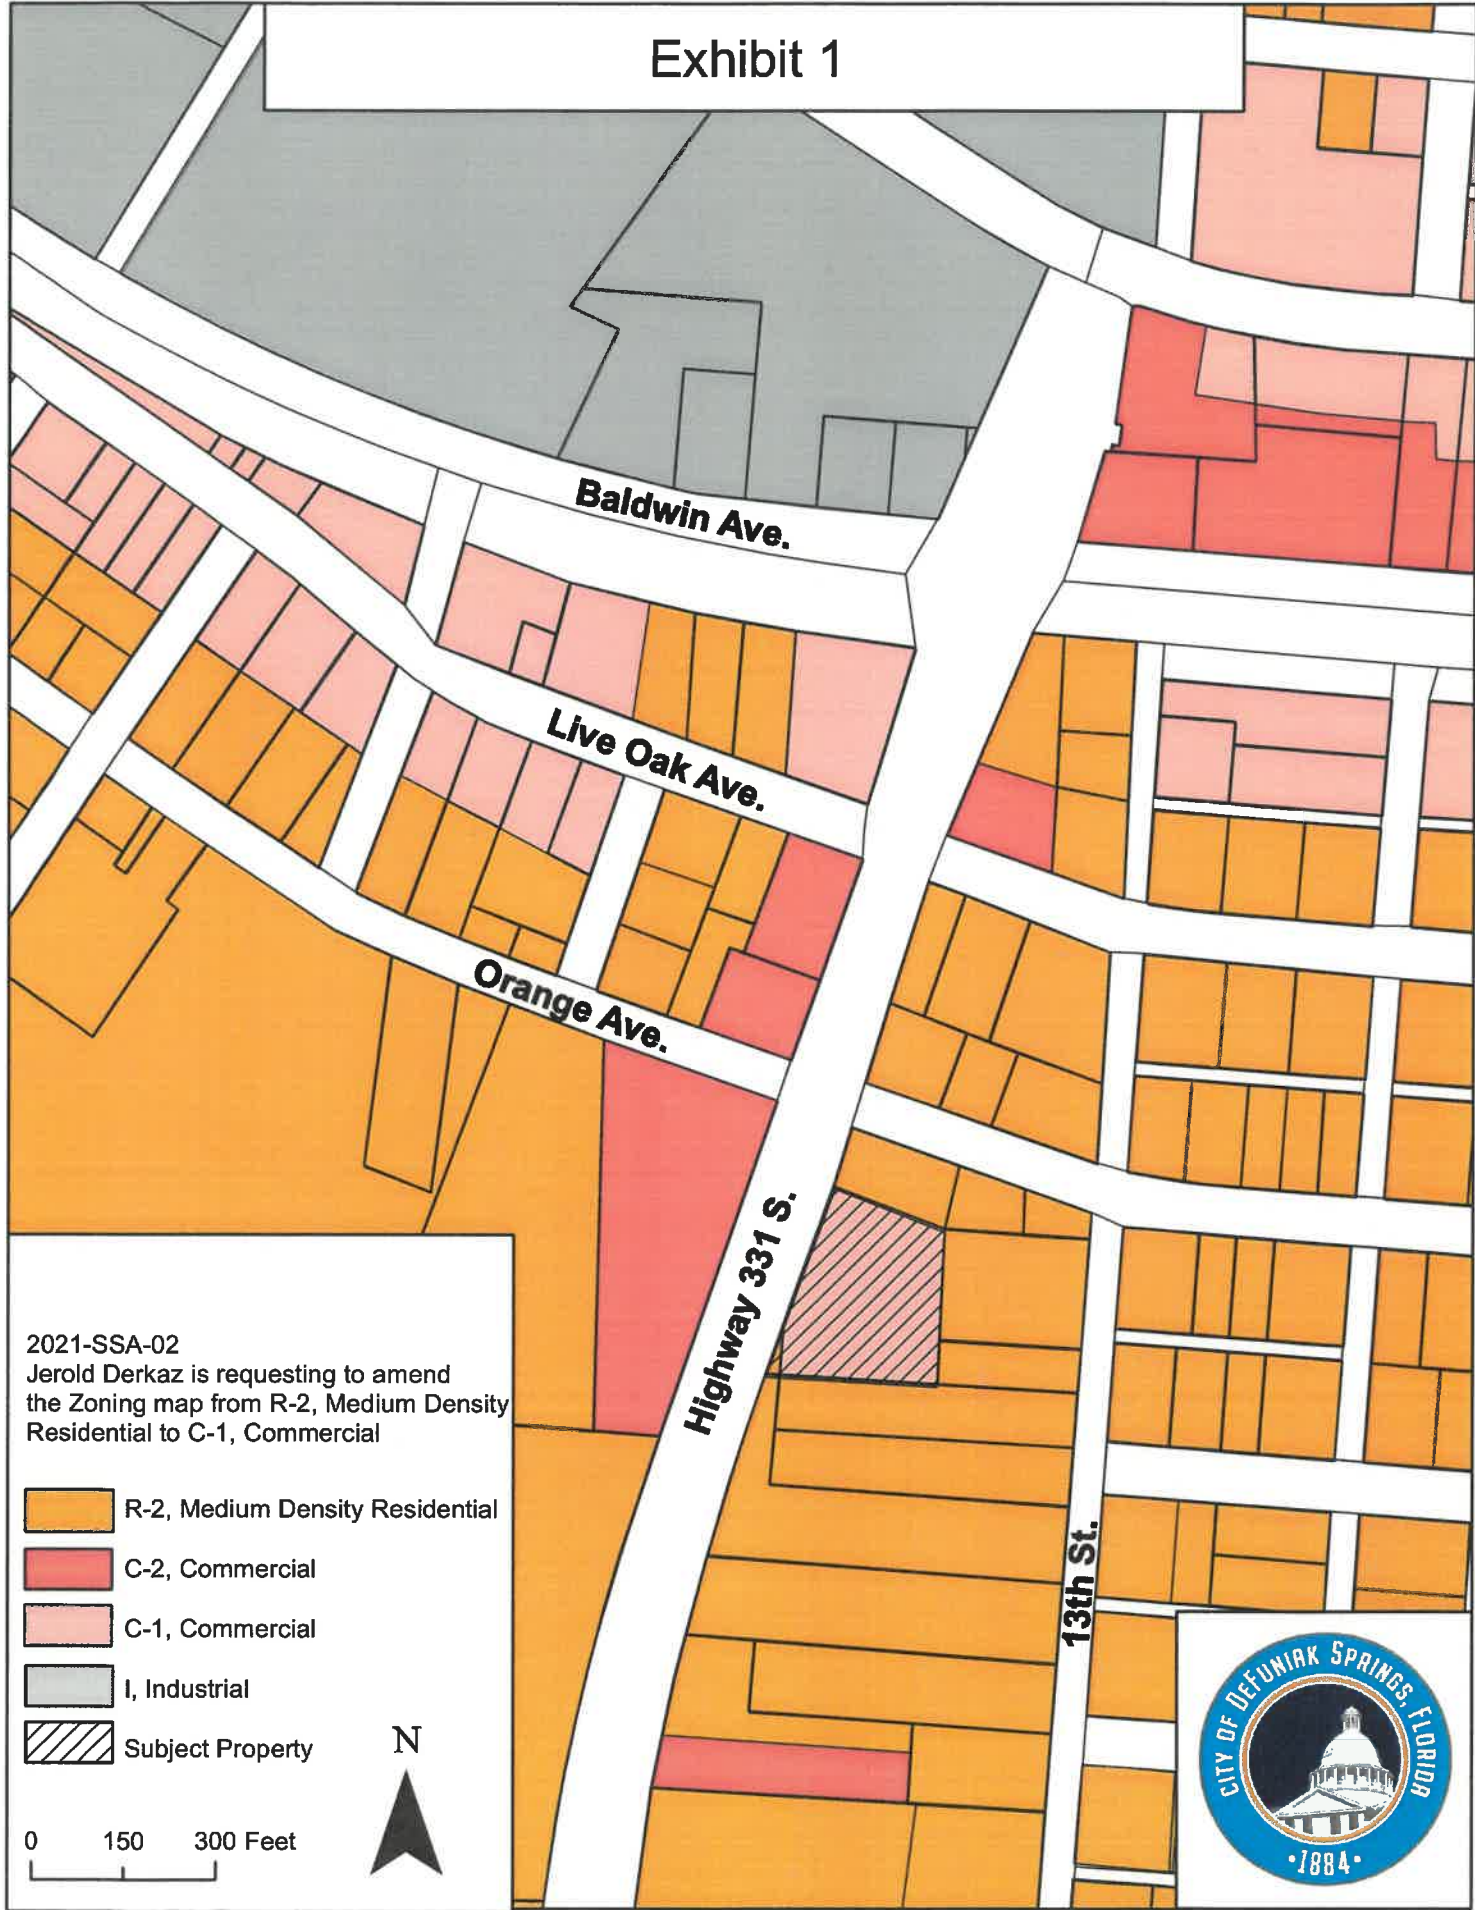 Exhibit 1
Baldwin Ave.
Live Oak Ave.
Orange Ave.
Highway 331 S.
13th St.
2021-SSA-02
Jerold Derkaz is requesting to amend
the Zoning map from R-2, Medium Density
Residential to C-1, Commercial
R-2, Medium Density Residential
C-2, Commercial
C-1, Commercial
I, Industrial
Subject Property
N
0 150 300 Feet
CITY OF DEFUNIAK SPRINGS, FLORIDA
•1884•